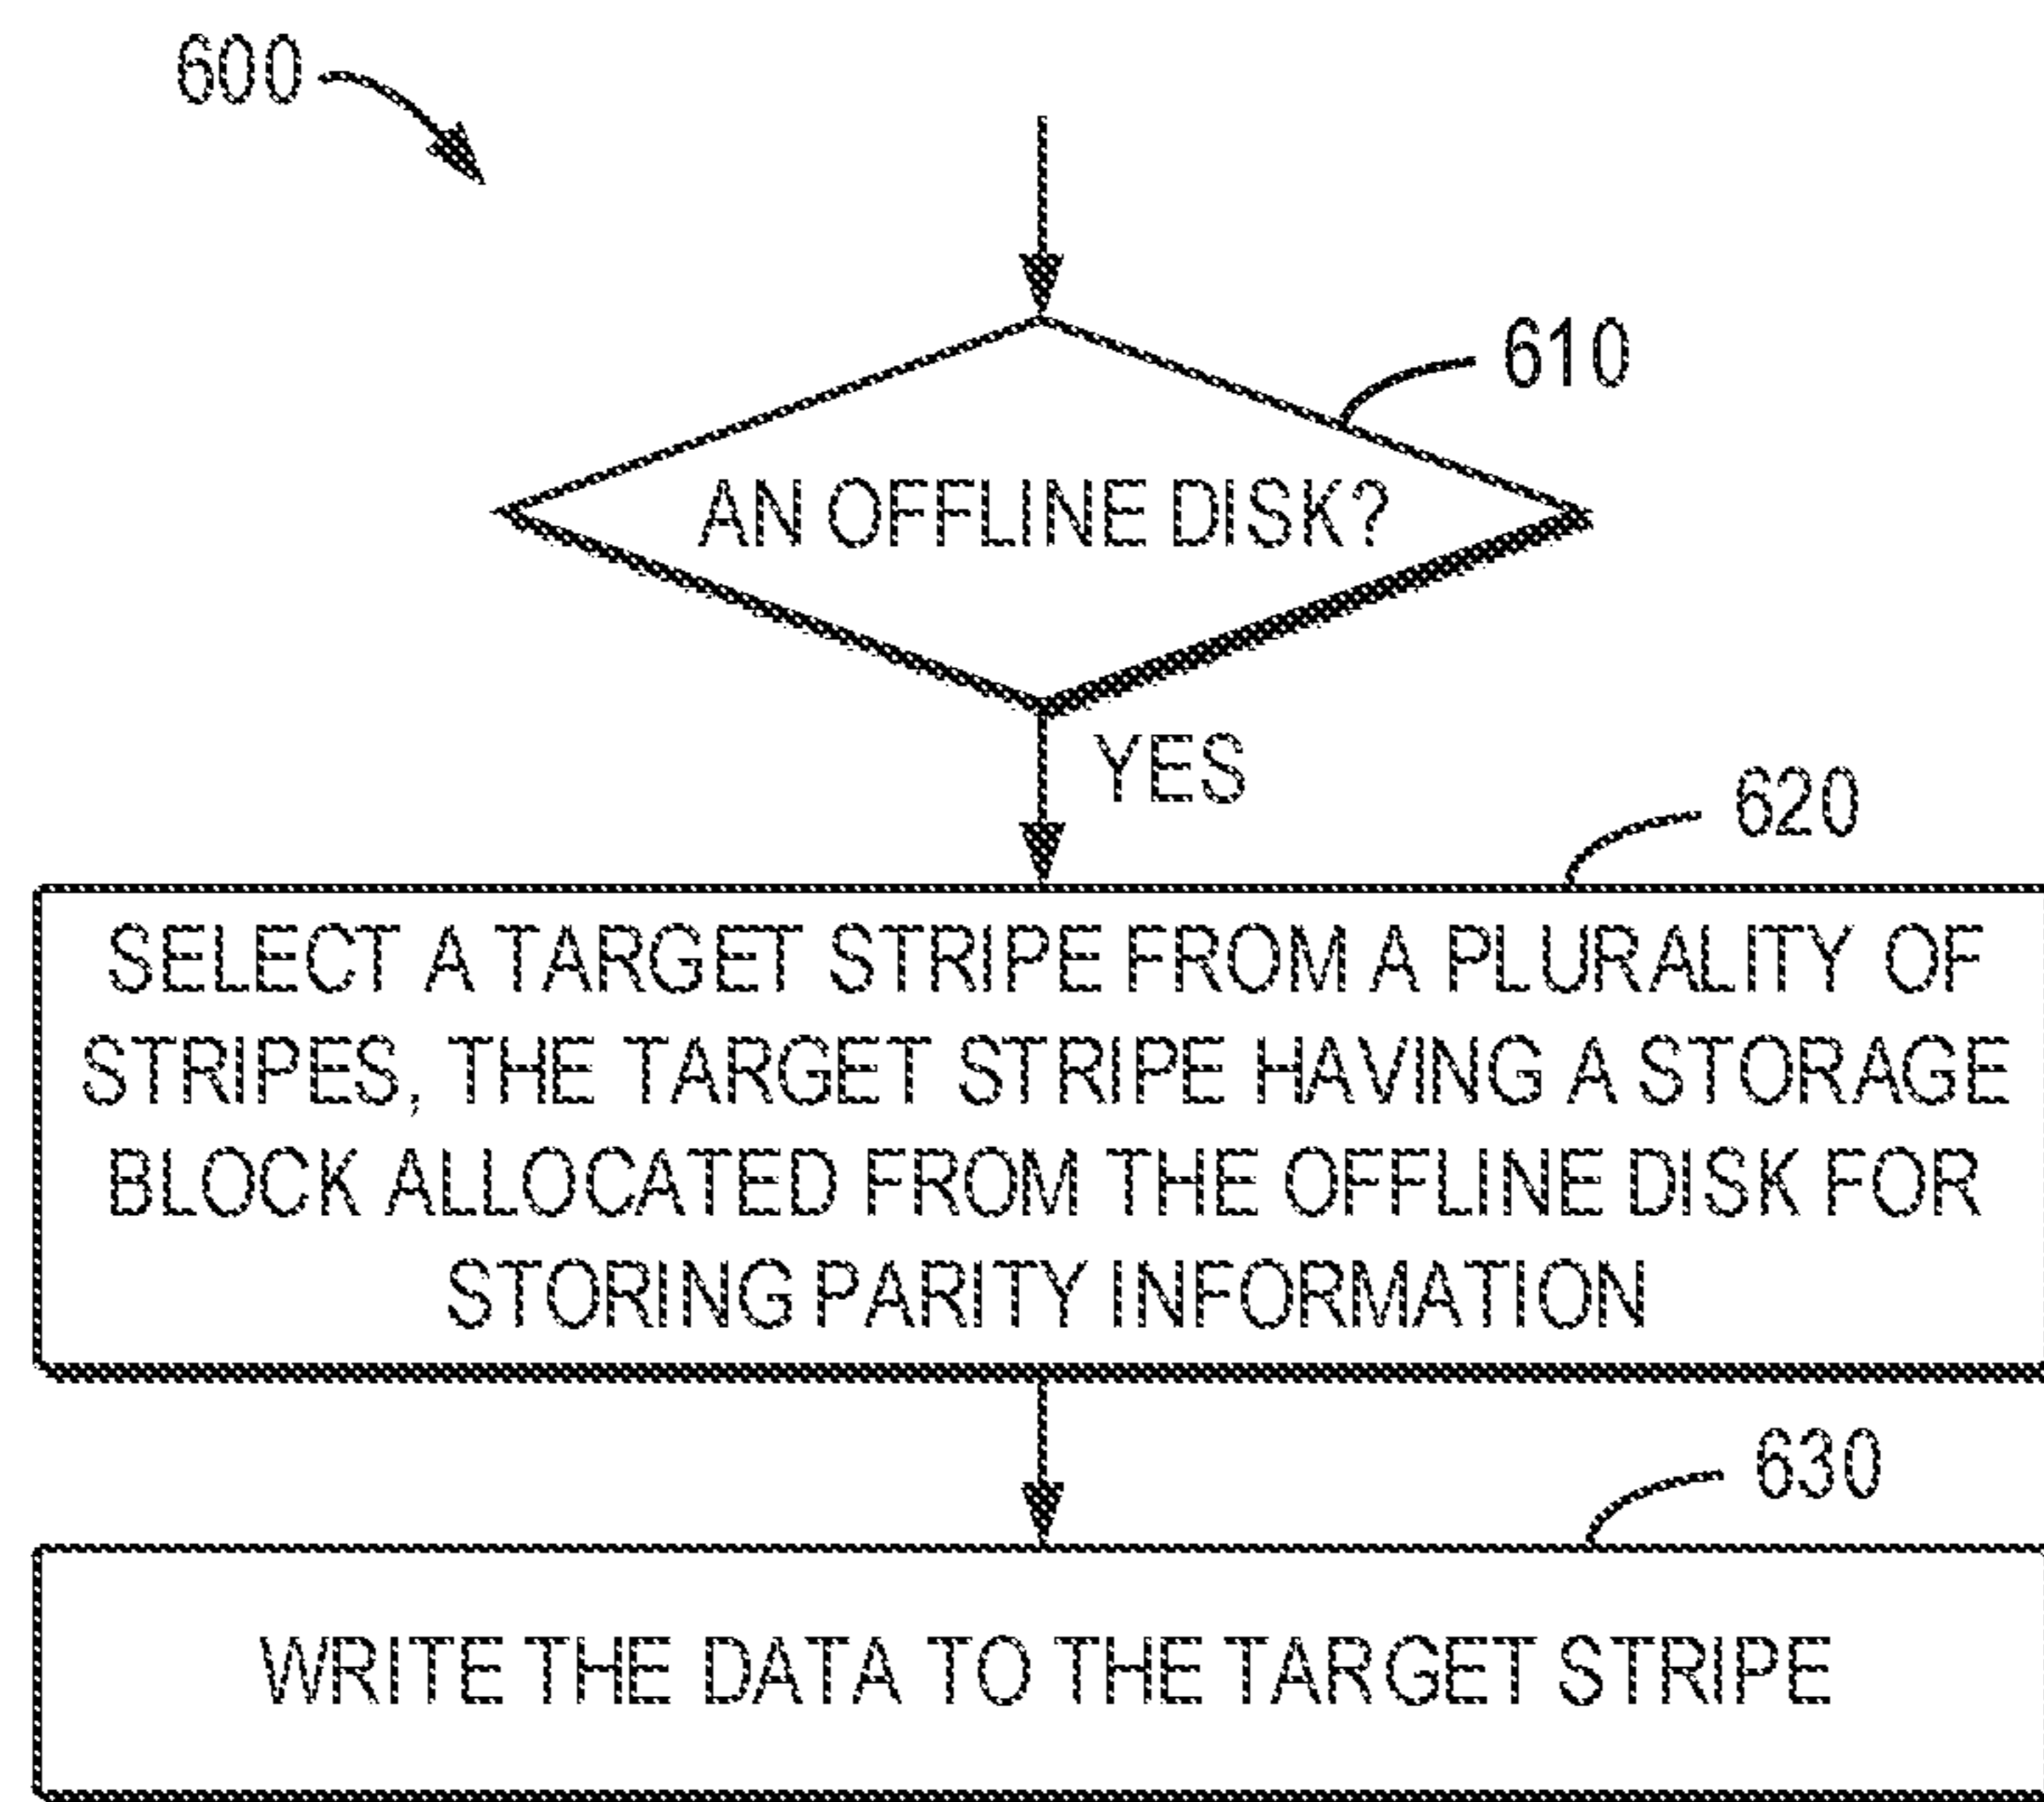 600
610
AN OFFLINE DISK?
YES
620
SELECT A TARGET STRIPE FROM A PLURALITY OF
STRIPES, THE TARGET STRIPE HAVING A STORAGE
BLOCK ALLOCATED FROM THE OFFLINE DISK FOR
STORING PARITY INFORMATION
630
WRITE THE DATA TO THE TARGET STRIPE